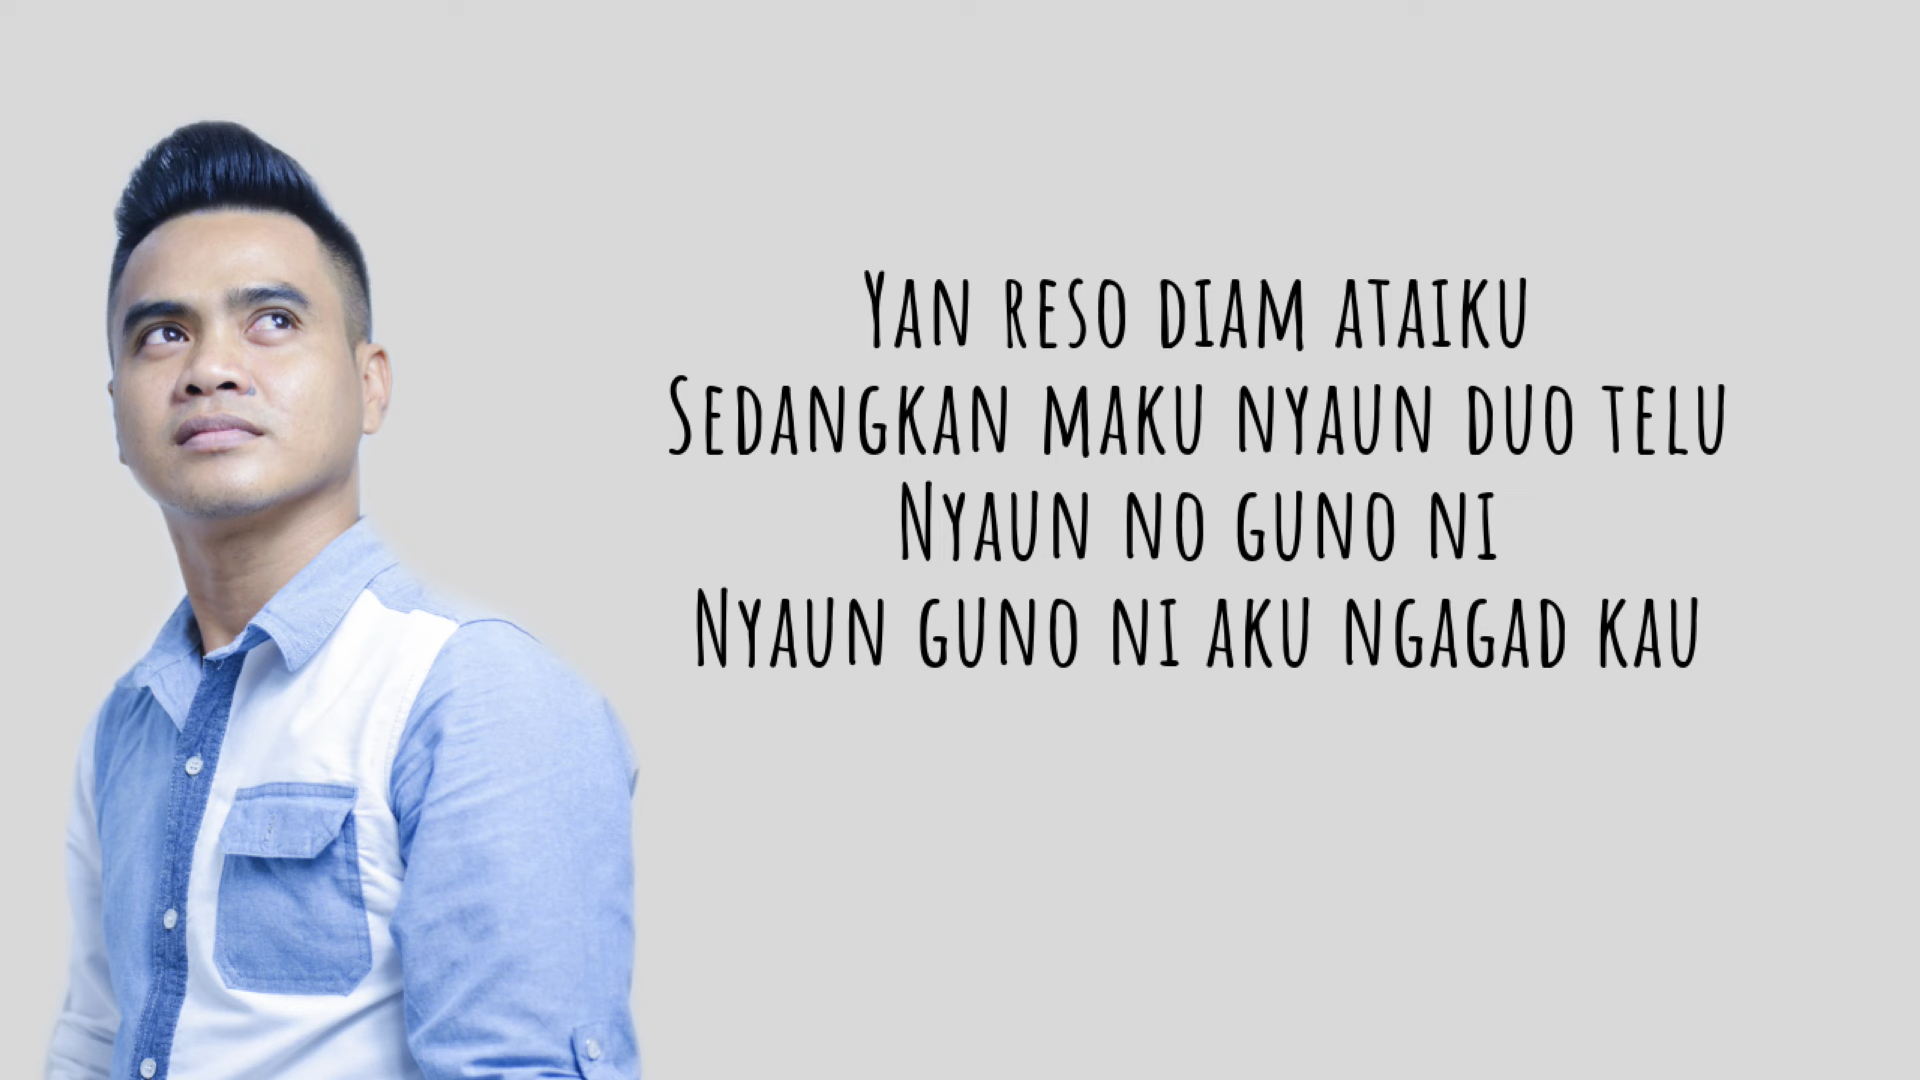 Yan reso diam ataiku
Sedangkan maku nyaun duo telu
Nyaun no guno ni
Nyaun guno ni aku ngagad kau